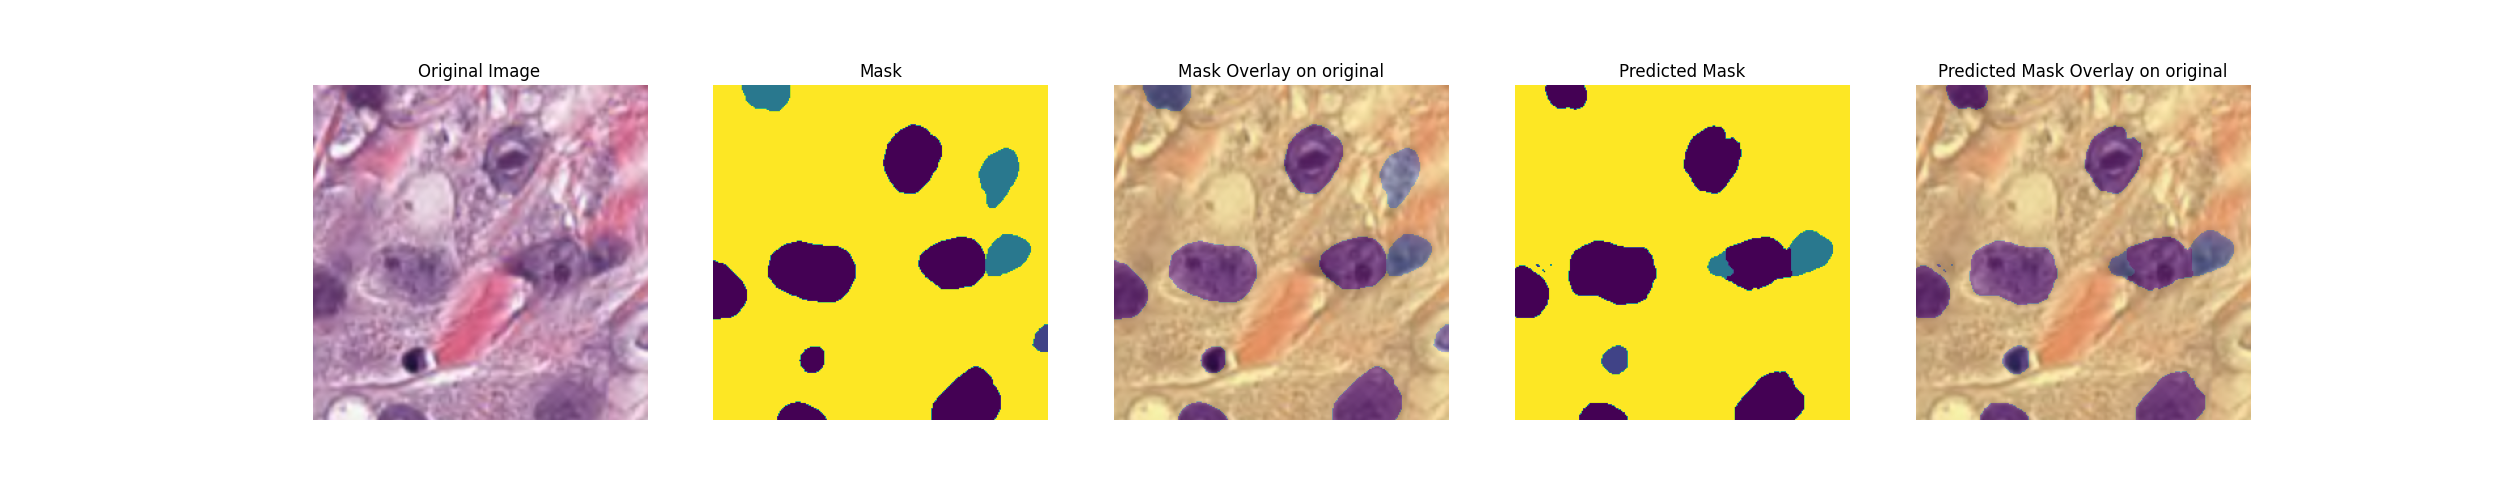 Original Image
Mask
Mask Overlay on original
Predicted Mask
Predicted Mask Overlay on original